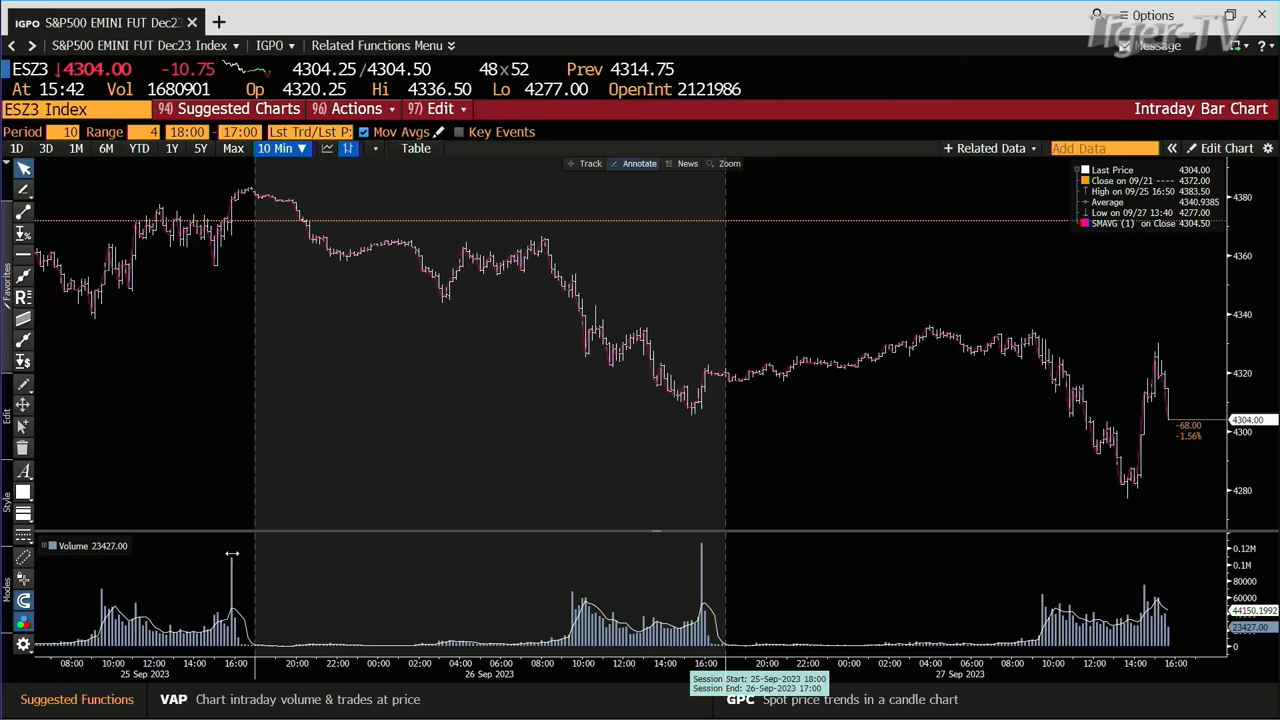 IGPO S&P500 EMINI FUT Dec23 × +
Options
Tiger-TV
< > S&P500 EMINI FUT Dec23 Index IGPO Related Functions Menu Message ?
ESZ3 ↓4304.00 -10.75 4304.25/4304.50 48x52 Prev 4314.75
At 15:42 Vol 1680901 Op 4320.25 Hi 4336.50 Lo 4277.00 OpenInt 2121986
ESZ3 Index 94) Suggested Charts 96) Actions 97) Edit Intraday Bar Chart
Period 10 Range 4 18:00 - 17:00 Lst Trd/Lst P: Mov Avgs Key Events
1D 3D 1M 6M YTD 1Y 5Y Max 10 Min ▼ Table + Related Data Add Data « Edit Chart
Track Annotate News Zoom
Last Price 4304.00
Close on 09/21 ---- 4372.00
High on 09/25 16:50 4383.50
Average 4340.9385
Low on 09/27 13:40 4277.00
SMAVG (1) on Close 4304.50
Favorites
Edit
Style
Modes
4380
4360
4340
4320
4304.00
4300
4280
-68.00
-1.56%
Volume 23427.00
0.12M
0.1M
80000
60000
44150.1992
23427.00
0
08:00 10:00 12:00 14:00 16:00 20:00 22:00 00:00 02:00 04:00 06:00 08:00 10:00 12:00 14:00 16:00 20:00 22:00 00:00 02:00 04:00 06:00 08:00 10:00 12:00 14:00 16:00
25 Sep 2023 26 Sep 2023 27 Sep 2023
Session Start: 25-Sep-2023 18:00
Session End: 26-Sep-2023 17:00
Suggested Functions VAP Chart intraday volume & trades at price GPC Spot price trends in a candle chart